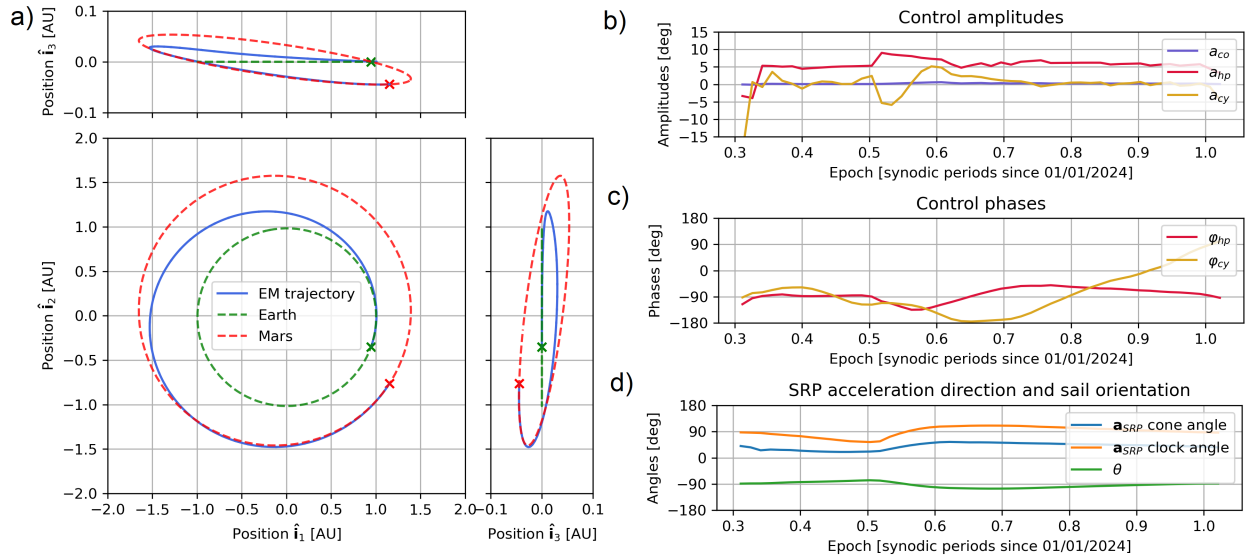 a)
Position î₃ [AU]
0.1
0.0
−0.1
Position î₂ [AU]
2.0
1.5
1.0
0.5
0.0
−0.5
−1.0
−1.5
−2.0
EM trajectory
Earth
Mars
−2.0 −1.5 −1.0 −0.5 0.0 0.5 1.0 1.5 2.0
Position î₁ [AU]
−0.1 0.0 0.1
Position î₃ [AU]
b)
Control amplitudes
Amplitudes [deg]
15
10
5
0
−5
−10
−15
a_co
a_hp
a_cy
0.3 0.4 0.5 0.6 0.7 0.8 0.9 1.0
Epoch [synodic periods since 01/01/2024]
c)
Control phases
Phases [deg]
180
90
0
−90
−180
φ_hp
φ_cy
0.3 0.4 0.5 0.6 0.7 0.8 0.9 1.0
Epoch [synodic periods since 01/01/2024]
d)
SRP acceleration direction and sail orientation
Angles [deg]
180
90
0
−90
−180
a_SRP cone angle
a_SRP clock angle
θ
0.3 0.4 0.5 0.6 0.7 0.8 0.9 1.0
Epoch [synodic periods since 01/01/2024]